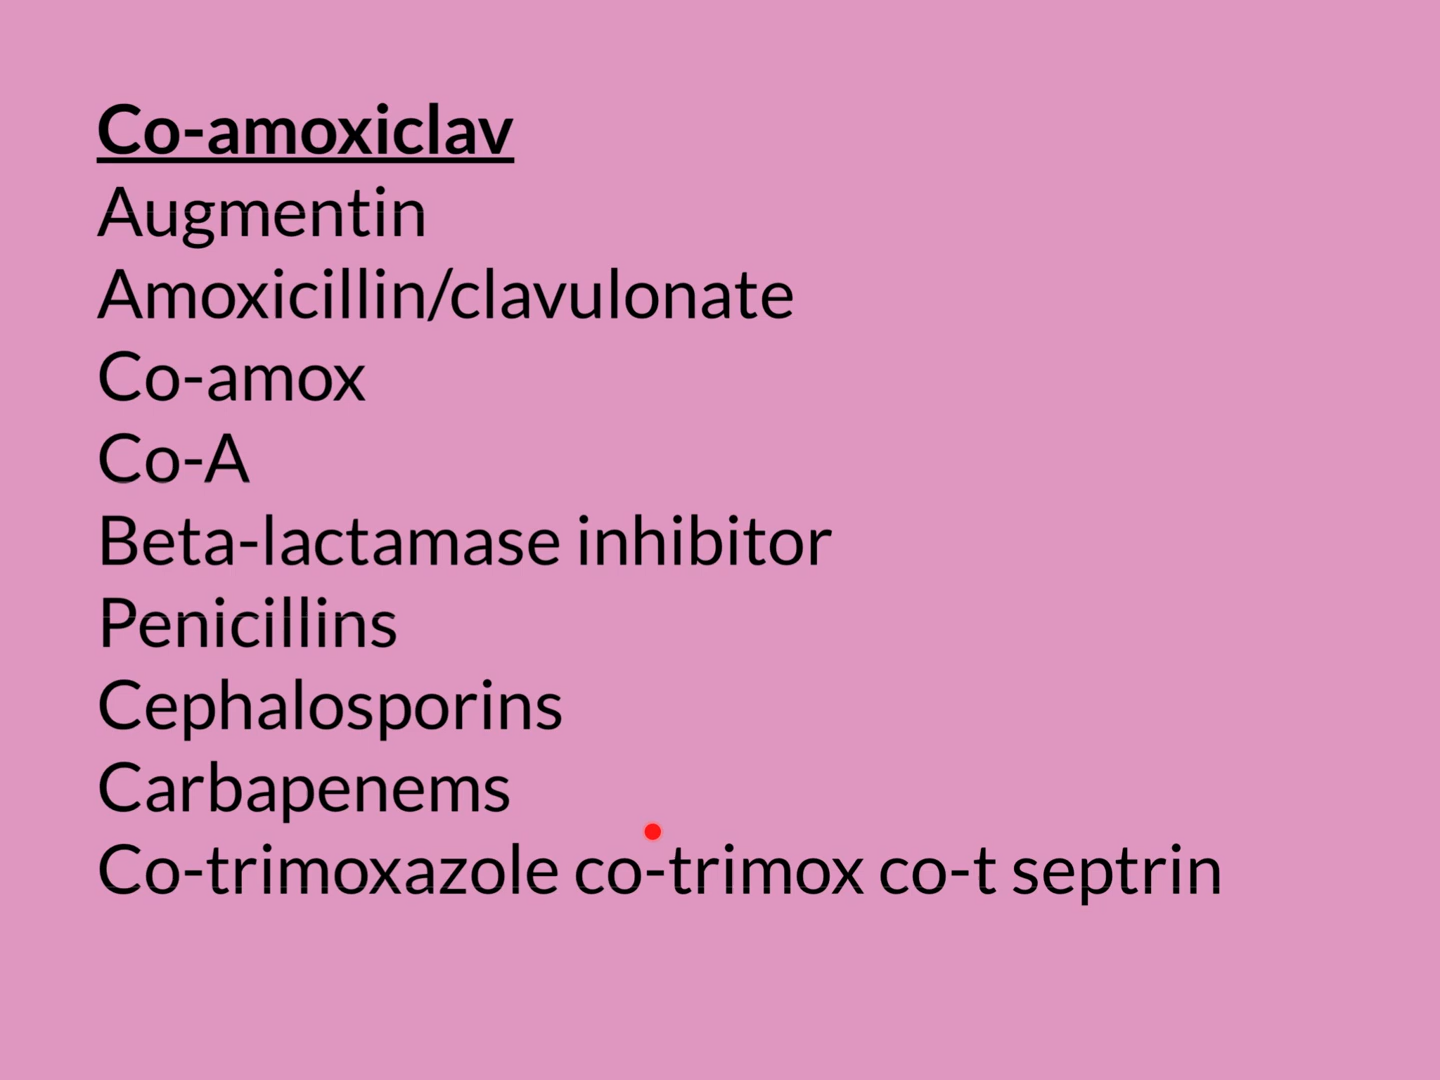 Co-amoxiclav
Augmentin
Amoxicillin/clavulonate
Co-amox
Co-A
Beta-lactamase inhibitor
Penicillins
Cephalosporins
Carbapenems
Co-trimoxazole co-trimox co-t septrin